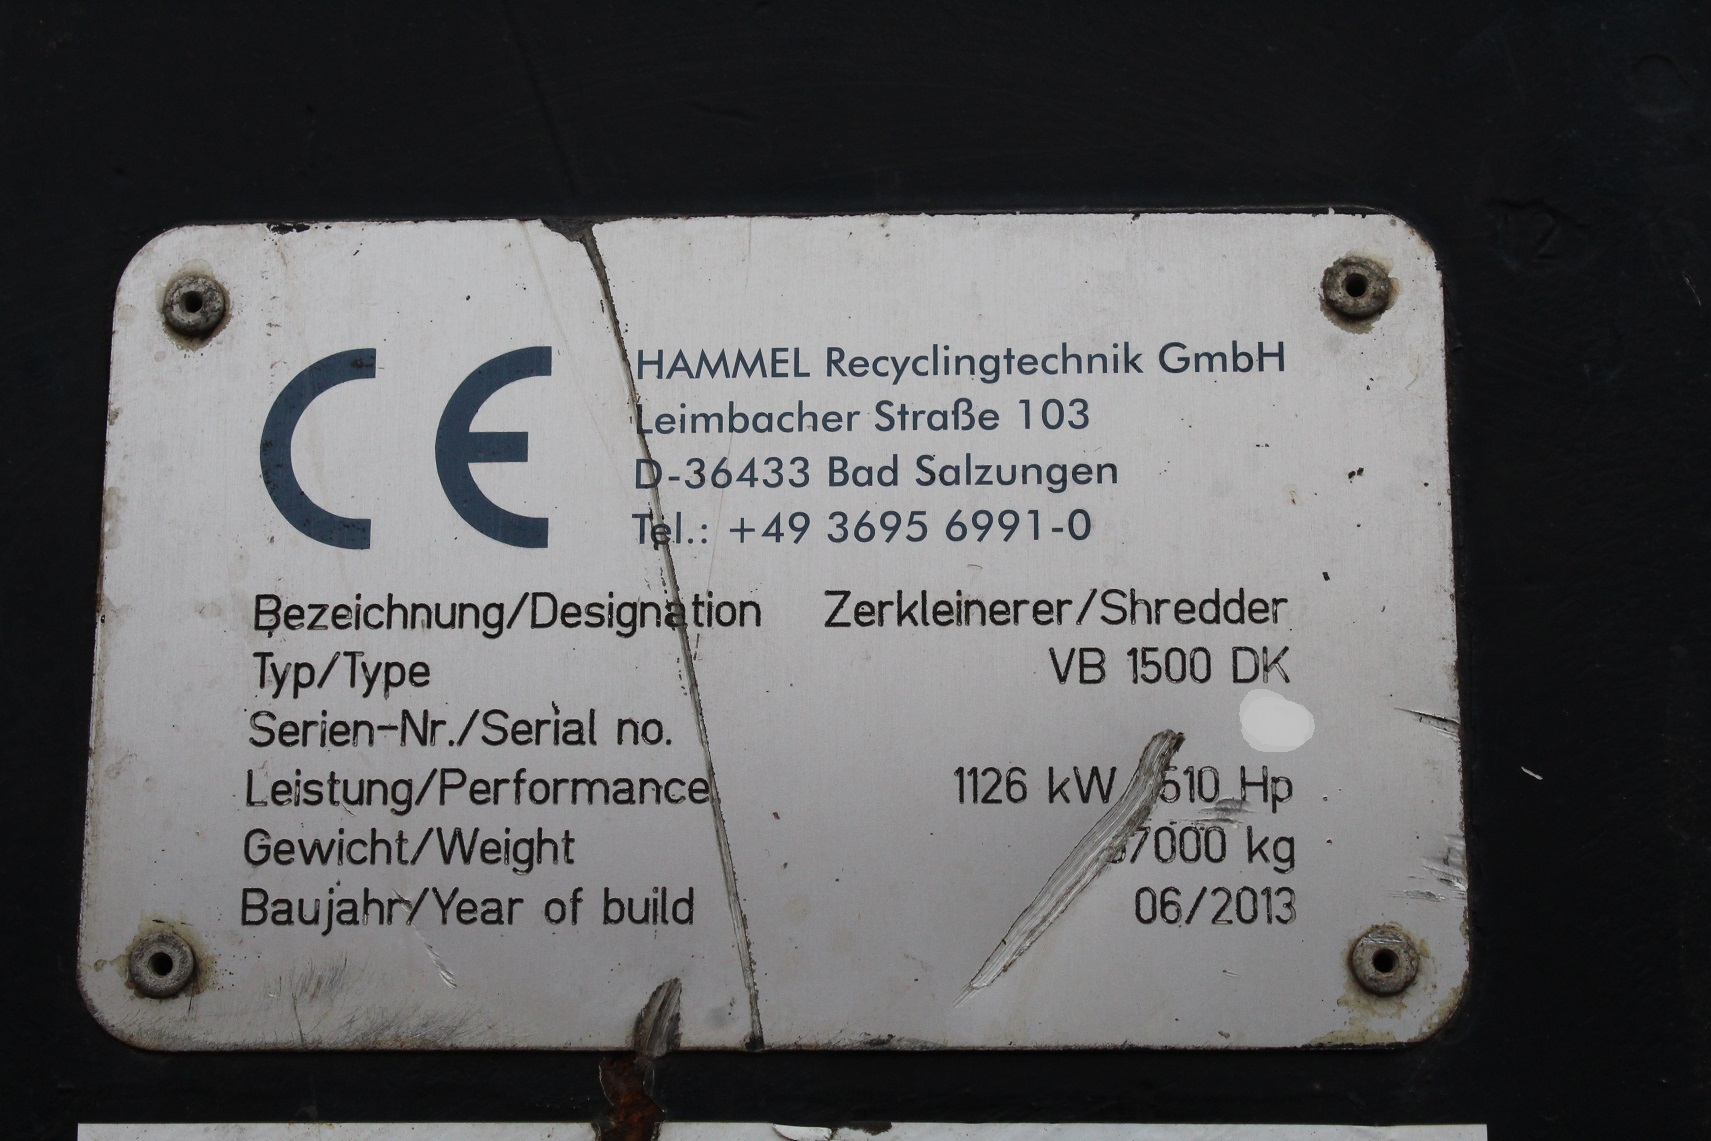 CE
HAMMEL Recyclingtechnik GmbH
Leimbacher Straße 103
D-36433 Bad Salzungen
Tel.: +49 3695 6991-0
Bezeichnung/Designation Zerkleinerer/Shredder
Typ/Type VB 1500 DK
Serien-Nr./Serial no.
Leistung/Performance 1126 kW Hp
Gewicht/Weight kg
Baujahr/Year of build 06/2013